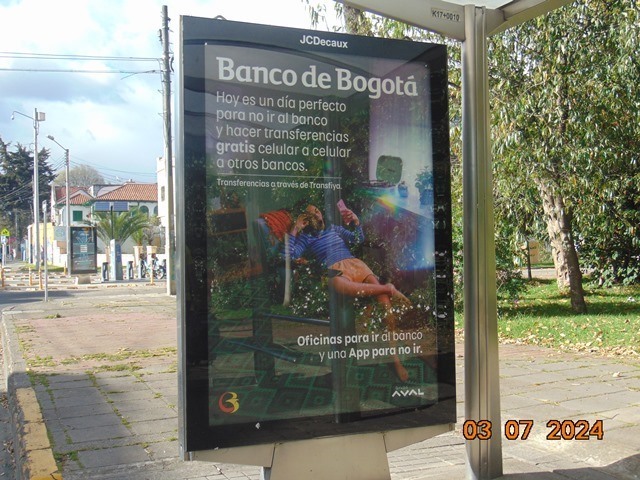 K17+0010
JCDecaux
Banco de Bogotá
Hoy es un día perfecto
para no ir al banco
y hacer transferencias
gratis celular a celular
a otros bancos.
Transferencias a través de Transfiya.
Oficinas para ir al banco
y una App para no ir.
AVAL
03 07 2024